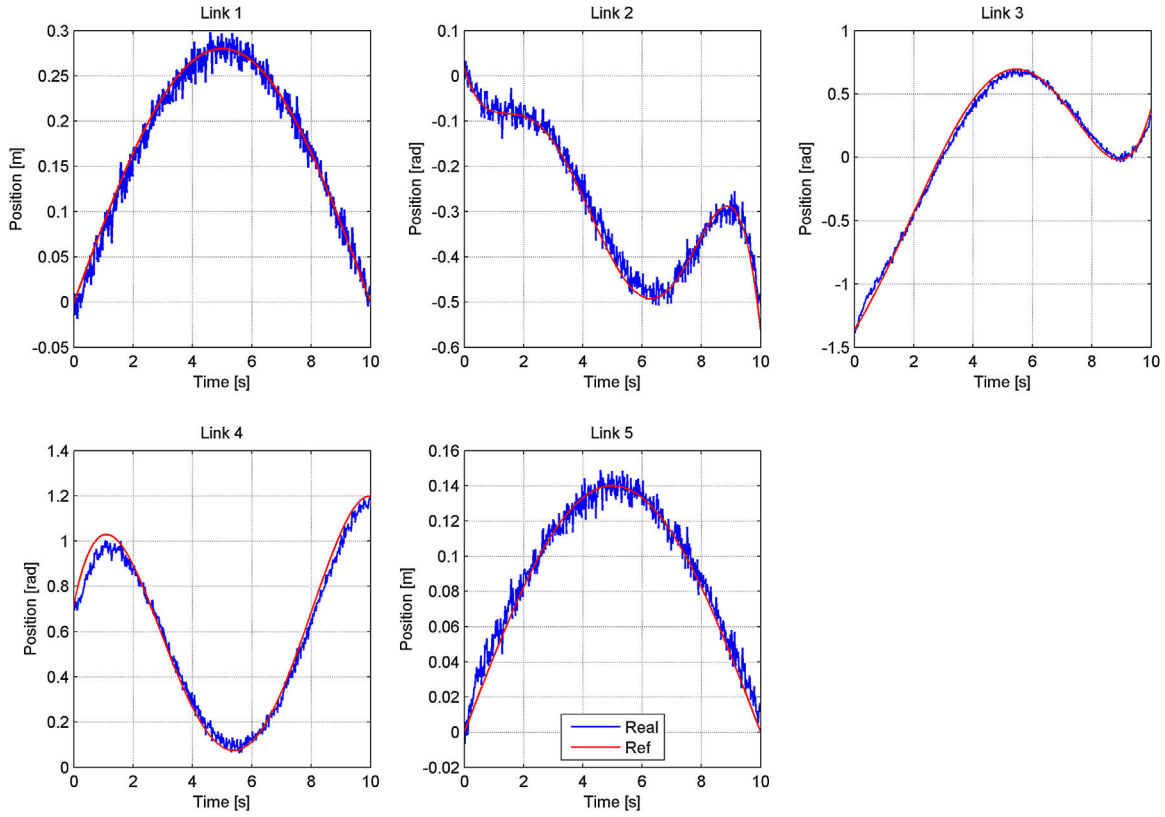 Link 1
Position [m]
0.3
0.25
0.2
0.15
0.1
0.05
0
-0.05
0 2 4 6 8 10
Time [s]
Link 2
Position [rad]
0.1
0
-0.1
-0.2
-0.3
-0.4
-0.5
-0.6
0 2 4 6 8 10
Time [s]
Link 3
Position [rad]
1
0.5
0
-0.5
-1
-1.5
0 2 4 6 8 10
Time [s]
Link 4
Position [rad]
1.4
1.2
1
0.8
0.6
0.4
0.2
0
0 2 4 6 8 10
Time [s]
Link 5
Position [m]
0.16
0.14
0.12
0.1
0.08
0.06
0.04
0.02
0
-0.02
Real
Ref
0 2 4 6 8 10
Time [s]